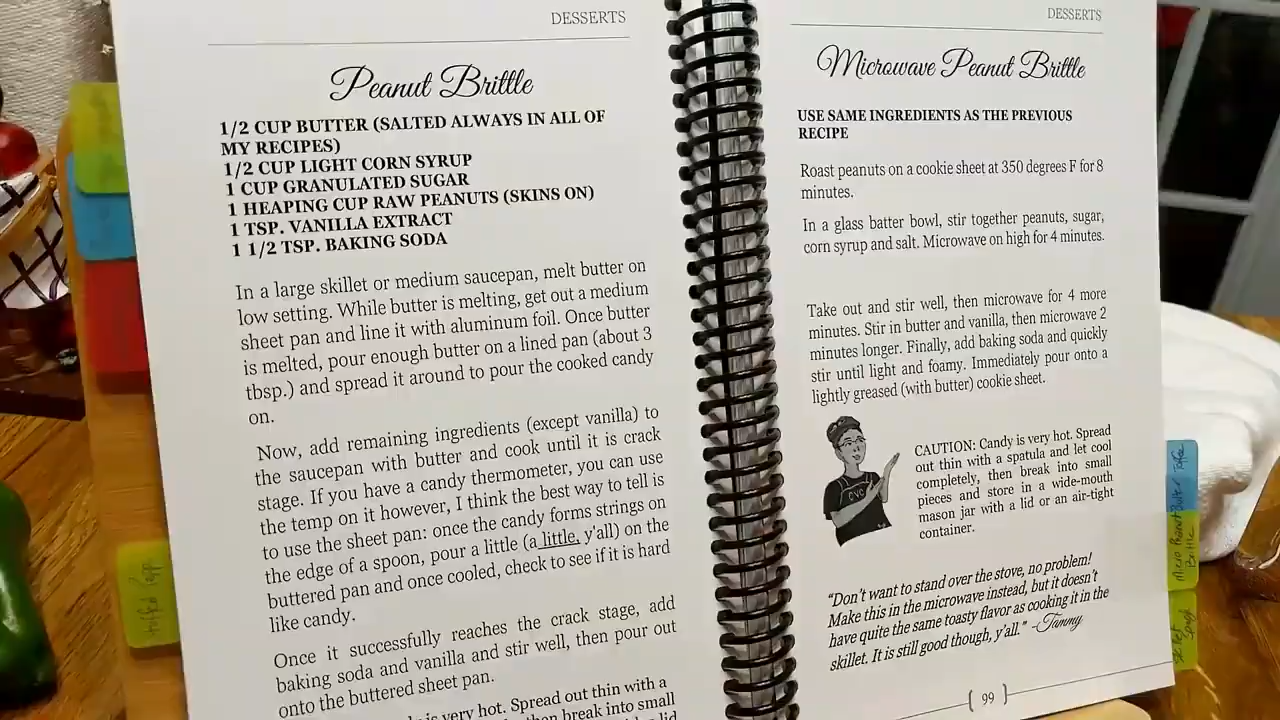 DESSERTS
Peanut Brittle
1/2 CUP BUTTER (SALTED ALWAYS IN ALL OF
MY RECIPES)
1/2 CUP LIGHT CORN SYRUP
1 CUP GRANULATED SUGAR
1 HEAPING CUP RAW PEANUTS (SKINS ON)
1 TSP. VANILLA EXTRACT
1 1/2 TSP. BAKING SODA
In a large skillet or medium saucepan, melt butter on
low setting. While butter is melting, get out a medium
sheet pan and line it with aluminum foil. Once butter
is melted, pour enough butter on a lined pan (about 3
tbsp.) and spread it around to pour the cooked candy
on.
Now, add remaining ingredients (except vanilla) to
the saucepan with butter and cook until it is crack
stage. If you have a candy thermometer, you can use
the temp on it however, I think the best way to tell is
to use the sheet pan: once the candy forms strings on
the edge of a spoon, pour a little (a little, y'all) on the
buttered pan and once cooled, check to see if it is hard
like candy.
Once it successfully reaches the crack stage, add
baking soda and vanilla and stir well, then pour out
onto the buttered sheet pan.
is very hot. Spread out thin with a
then break into small
lid
DESSERTS
Microwave Peanut Brittle
USE SAME INGREDIENTS AS THE PREVIOUS
RECIPE
Roast peanuts on a cookie sheet at 350 degrees F for 8
minutes.
In a glass batter bowl, stir together peanuts, sugar,
corn syrup and salt. Microwave on high for 4 minutes.
Take out and stir well, then microwave for 4 more
minutes. Stir in butter and vanilla, then microwave 2
minutes longer. Finally, add baking soda and quickly
stir until light and foamy. Immediately pour onto a
lightly greased (with butter) cookie sheet.
CVC
CAUTION: Candy is very hot. Spread
out thin with a spatula and let cool
completely, then break into small
pieces and store in a wide-mouth
mason jar with a lid or an air-tight
container.
"Don't want to stand over the stove, no problem!
Make this in the microwave instead, but it doesn't
have quite the same toasty flavor as cooking it in the
skillet. It is still good though, y'all." -Tammy
99
Micro Peanut Butter
Brittle